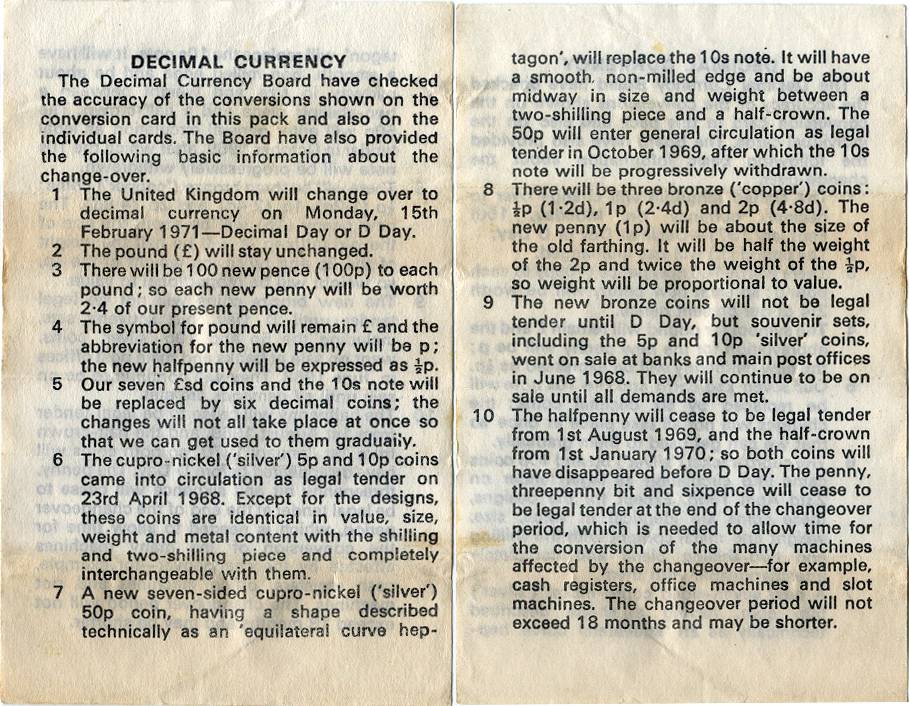 DECIMAL CURRENCY
The Decimal Currency Board have checked
the accuracy of the conversions shown on the
conversion card in this pack and also on the
individual cards. The Board have also provided
the following basic information about the
change-over.
1 The United Kingdom will change over to
decimal currency on Monday, 15th
February 1971—Decimal Day or D Day.
2 The pound (£) will stay unchanged.
3 There will be 100 new pence (100p) to each
pound; so each new penny will be worth
2·4 of our present pence.
4 The symbol for pound will remain £ and the
abbreviation for the new penny will be p;
the new halfpenny will be expressed as ½p.
5 Our seven £sd coins and the 10s note will
be replaced by six decimal coins; the
changes will not all take place at once so
that we can get used to them gradually.
6 The cupro-nickel ('silver') 5p and 10p coins
came into circulation as legal tender on
23rd April 1968. Except for the designs,
these coins are identical in value, size,
weight and metal content with the shilling
and two-shilling piece and completely
interchangeable with them.
7 A new seven-sided cupro-nickel ('silver')
50p coin, having a shape described
technically as an 'equilateral curve hep-
tagon', will replace the 10s note. It will have
a smooth, non-milled edge and be about
midway in size and weight between a
two-shilling piece and a half-crown. The
50p will enter general circulation as legal
tender in October 1969, after which the 10s
note will be progressively withdrawn.
8 There will be three bronze ('copper') coins:
½p (1·2d), 1p (2·4d) and 2p (4·8d). The
new penny (1p) will be about the size of
the old farthing. It will be half the weight
of the 2p and twice the weight of the ½p,
so weight will be proportional to value.
9 The new bronze coins will not be legal
tender until D Day, but souvenir sets,
including the 5p and 10p 'silver' coins,
went on sale at banks and main post offices
in June 1968. They will continue to be on
sale until all demands are met.
10 The halfpenny will cease to be legal tender
from 1st August 1969, and the half-crown
from 1st January 1970; so both coins will
have disappeared before D Day. The penny,
threepenny bit and sixpence will cease to
be legal tender at the end of the changeover
period, which is needed to allow time for
the conversion of the many machines
affected by the changeover—for example,
cash registers, office machines and slot
machines. The changeover period will not
exceed 18 months and may be shorter.